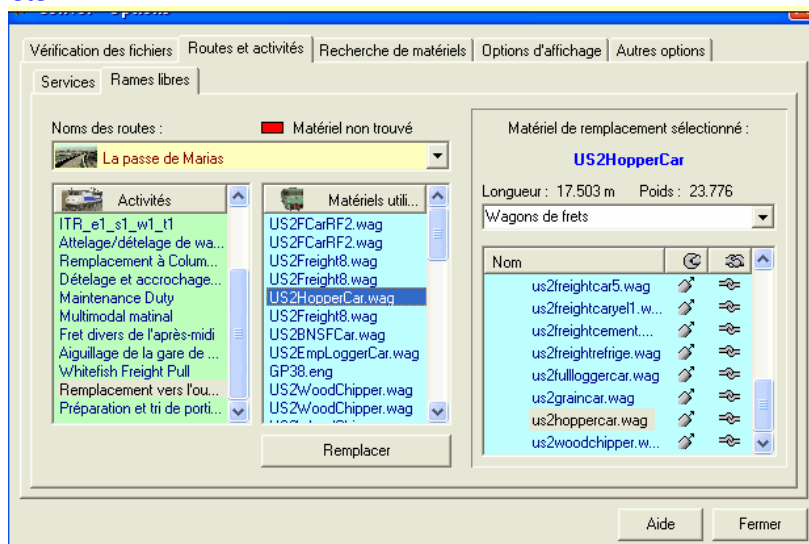 Vérification des fichiers Routes et activités Recherche de matériels Options d'affichage Autres options
Services Rames libres
Noms des routes :
Matériel non trouvé
La passe de Marias
Activités
ITR_e1_s1_w1_t1
Attelage/dételage de wa...
Remplacement à Colum...
Dételage et accrochage...
Maintenance Duty
Multimodal matinal
Fret divers de l'après-midi
Aiguillage de la gare de ...
Whitefish Freight Pull
Remplacement vers l'ou...
Préparation et tri de porti...
Matériels utili...
US2FCarRF2.wag
US2FCarRF2.wag
US2Freight8.wag
US2Freight8.wag
US2HopperCar.wag
US2Freight8.wag
US2BNSFCar.wag
US2EmpLoggerCar.wag
GP38.eng
US2WoodChipper.wag
US2WoodChipper.wag
Remplacer
Matériel de remplacement sélectionné :
US2HopperCar
Longueur : 17.503 m Poids : 23.776
Wagons de frets
Nom
us2freightcar5.wag
us2freightcaryel1.w...
us2freightcement....
us2freightrefrige.wag
us2fullloggercar.wag
us2graincar.wag
us2hoppercar.wag
us2woodchipper.w...
Aide
Fermer